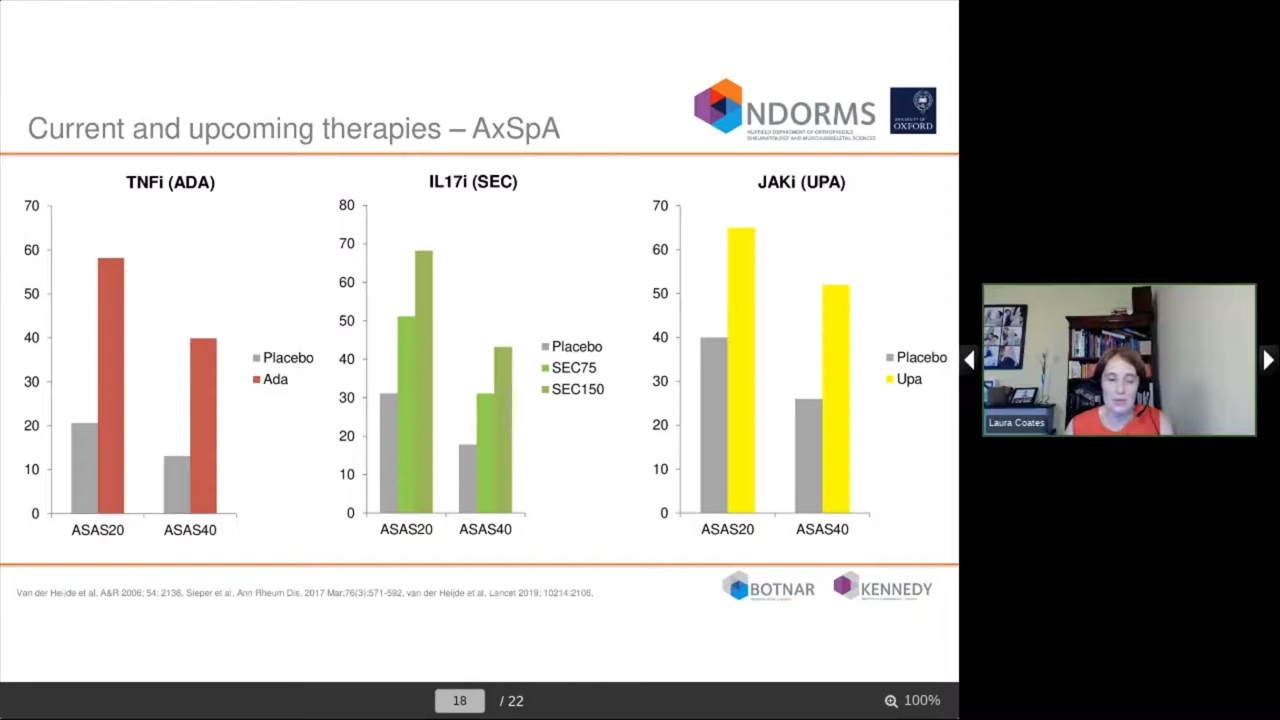 Current and upcoming therapies – AxSpA
NDORMS
NUFFIELD DEPARTMENT OF ORTHOPAEDICS,
RHEUMATOLOGY AND MUSCULOSKELETAL SCIENCES
UNIVERSITY OF
OXFORD
TNFi (ADA)
70
60
50
40
30
20
10
0
ASAS20
ASAS40
Placebo
Ada
IL17i (SEC)
80
70
60
50
40
30
20
10
0
ASAS20
ASAS40
Placebo
SEC75
SEC150
JAKi (UPA)
70
60
50
40
30
20
10
0
ASAS20
ASAS40
Placebo
Upa
Van der Heijde et al, A&R 2006; 54: 2136, Sieper et al, Ann Rheum Dis. 2017 Mar;76(3):571-592, van der Heijde et al, Lancet 2019; 10214:2108,
BOTNAR
KENNEDY
Laura Coates
18 / 22
100%